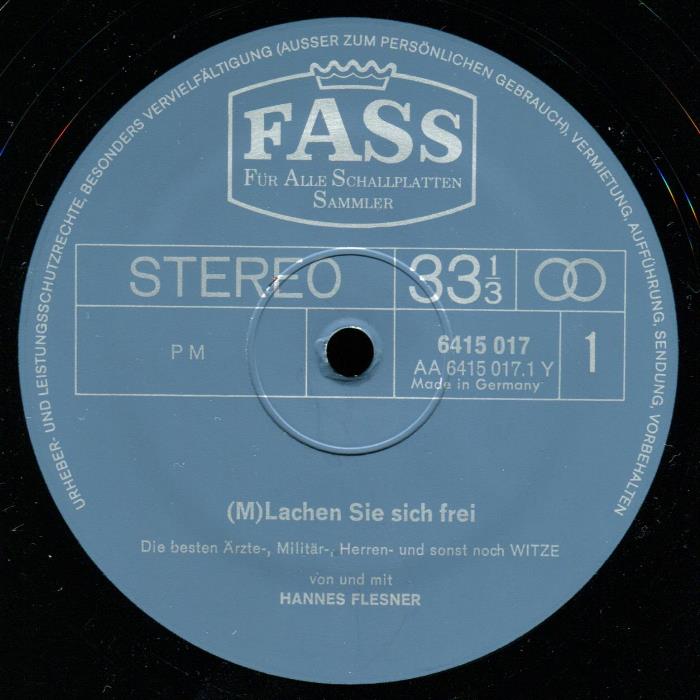 URHEBER- UND LEISTUNGSSCHUTZRECHTE, BESONDERS VERVIELFÄLTIGUNG (AUSSER ZUM PERSÖNLICHEN GEBRAUCH), VERMIETUNG, AUFFÜHRUNG, SENDUNG, VORBEHALTEN
FASS
FÜR ALLE SCHALLPLATTEN
SAMMLER
STEREO 33 1/3
PM
6415 017
AA 6415 017.1 Y
Made in Germany
1
(M)Lachen Sie sich frei
Die besten Ärzte-, Militär-, Herren- und sonst noch WITZE
von und mit
HANNES FLESNER